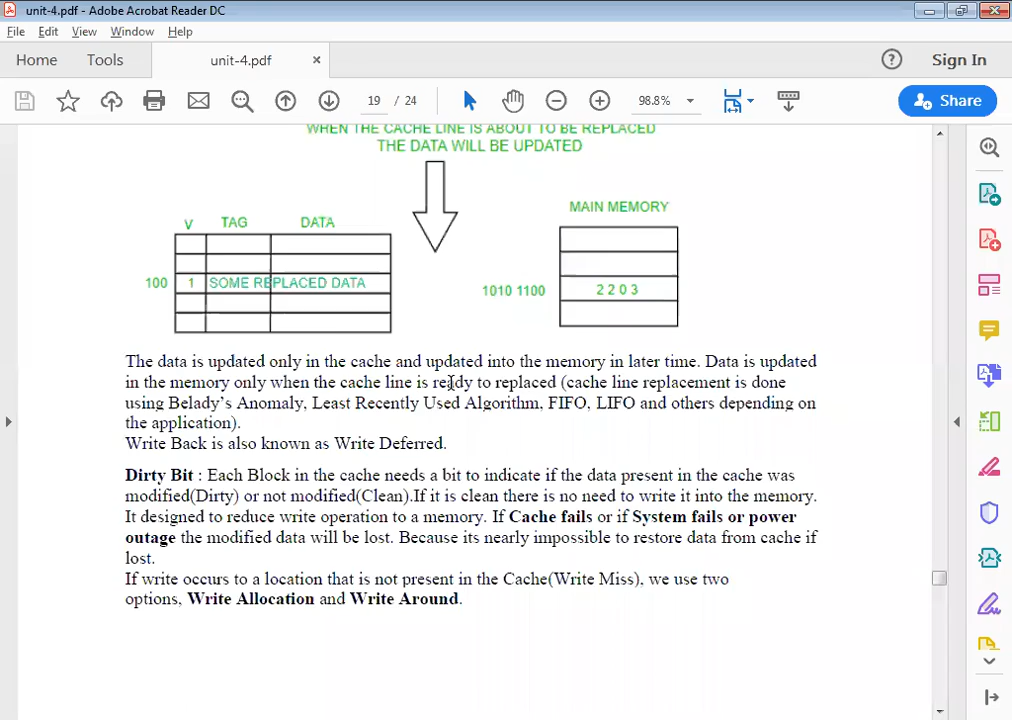 unit-4.pdf - Adobe Acrobat Reader DC
File Edit View Window Help
Home Tools unit-4.pdf × ? Sign In
19 / 24 98.8% Share
WHEN THE CACHE LINE IS ABOUT TO BE REPLACED
THE DATA WILL BE UPDATED
MAIN MEMORY
V TAG DATA
100 1 SOME REPLACED DATA
1010 1100 2 2 0 3
The data is updated only in the cache and updated into the memory in later time. Data is updated
in the memory only when the cache line is ready to replaced (cache line replacement is done
using Belady's Anomaly, Least Recently Used Algorithm, FIFO, LIFO and others depending on
the application).
Write Back is also known as Write Deferred.
Dirty Bit : Each Block in the cache needs a bit to indicate if the data present in the cache was
modified(Dirty) or not modified(Clean).If it is clean there is no need to write it into the memory.
It designed to reduce write operation to a memory. If Cache fails or if System fails or power
outage the modified data will be lost. Because its nearly impossible to restore data from cache if
lost.
If write occurs to a location that is not present in the Cache(Write Miss), we use two
options, Write Allocation and Write Around.